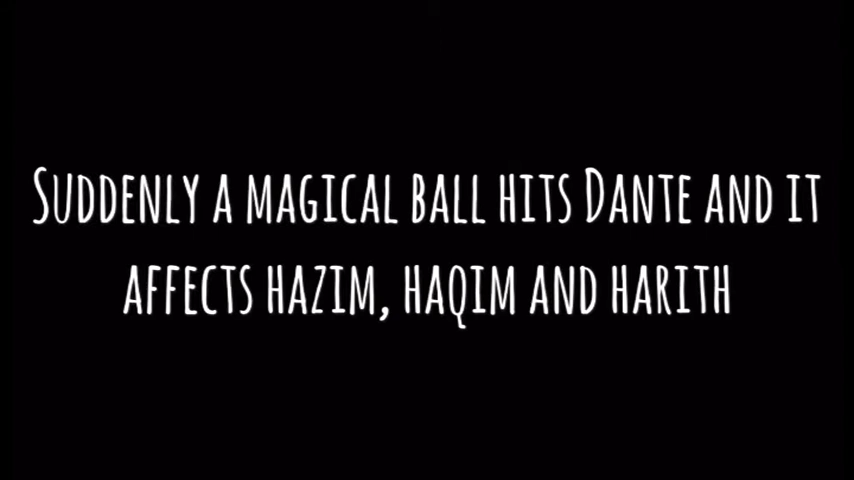 Suddenly a magical ball hits Dante and it
affects hazim, haqim and harith